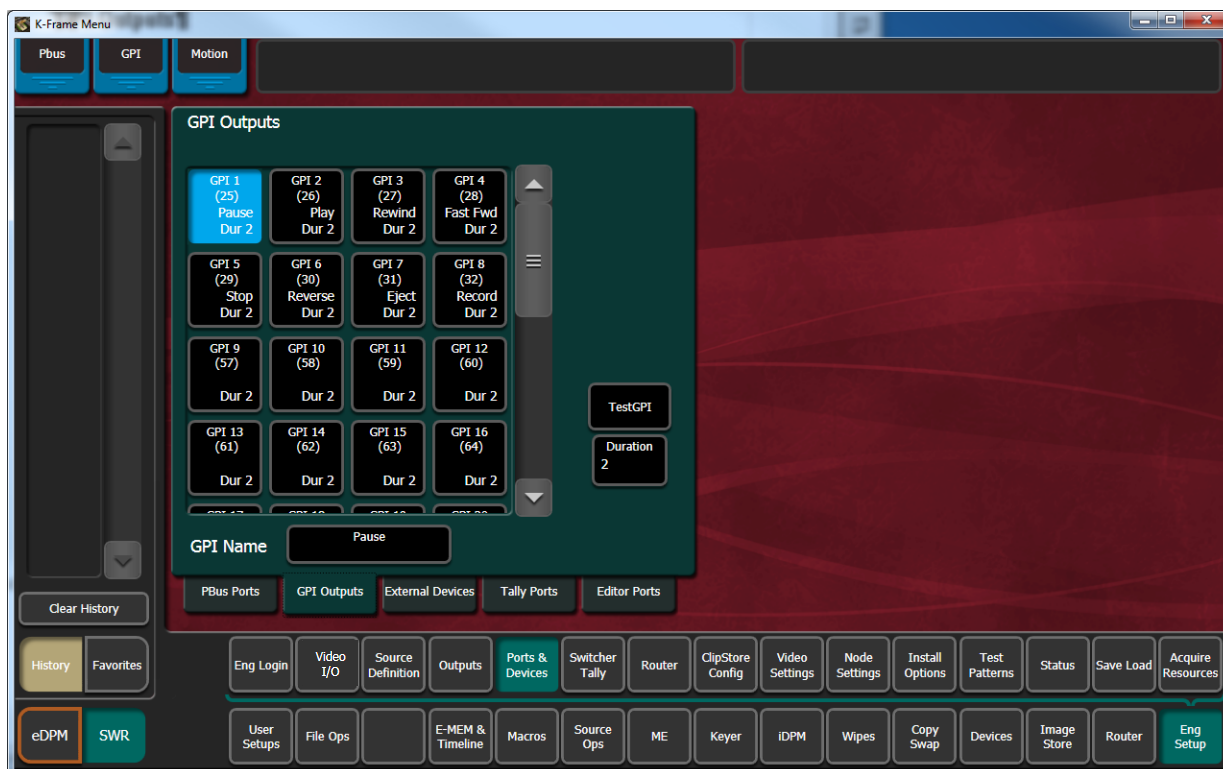 K-Frame Menu
Pbus
GPI
Motion
GPI Outputs
GPI 1
(25)
Pause
Dur 2
GPI 2
(26)
Play
Dur 2
GPI 3
(27)
Rewind
Dur 2
GPI 4
(28)
Fast Fwd
Dur 2
GPI 5
(29)
Stop
Dur 2
GPI 6
(30)
Reverse
Dur 2
GPI 7
(31)
Eject
Dur 2
GPI 8
(32)
Record
Dur 2
GPI 9
(57)
Dur 2
GPI 10
(58)
Dur 2
GPI 11
(59)
Dur 2
GPI 12
(60)
Dur 2
GPI 13
(61)
Dur 2
GPI 14
(62)
Dur 2
GPI 15
(63)
Dur 2
GPI 16
(64)
Dur 2
TestGPI
Duration
2
GPI Name
Pause
PBus Ports
GPI Outputs
External Devices
Tally Ports
Editor Ports
Clear History
History
Favorites
Eng Login
Video
I/O
Source
Definition
Outputs
Ports &
Devices
Switcher
Tally
Router
ClipStore
Config
Video
Settings
Node
Settings
Install
Options
Test
Patterns
Status
Save Load
Acquire
Resources
eDPM
SWR
User
Setups
File Ops
E-MEM &
Timeline
Macros
Source
Ops
ME
Keyer
iDPM
Wipes
Copy
Swap
Devices
Image
Store
Router
Eng
Setup